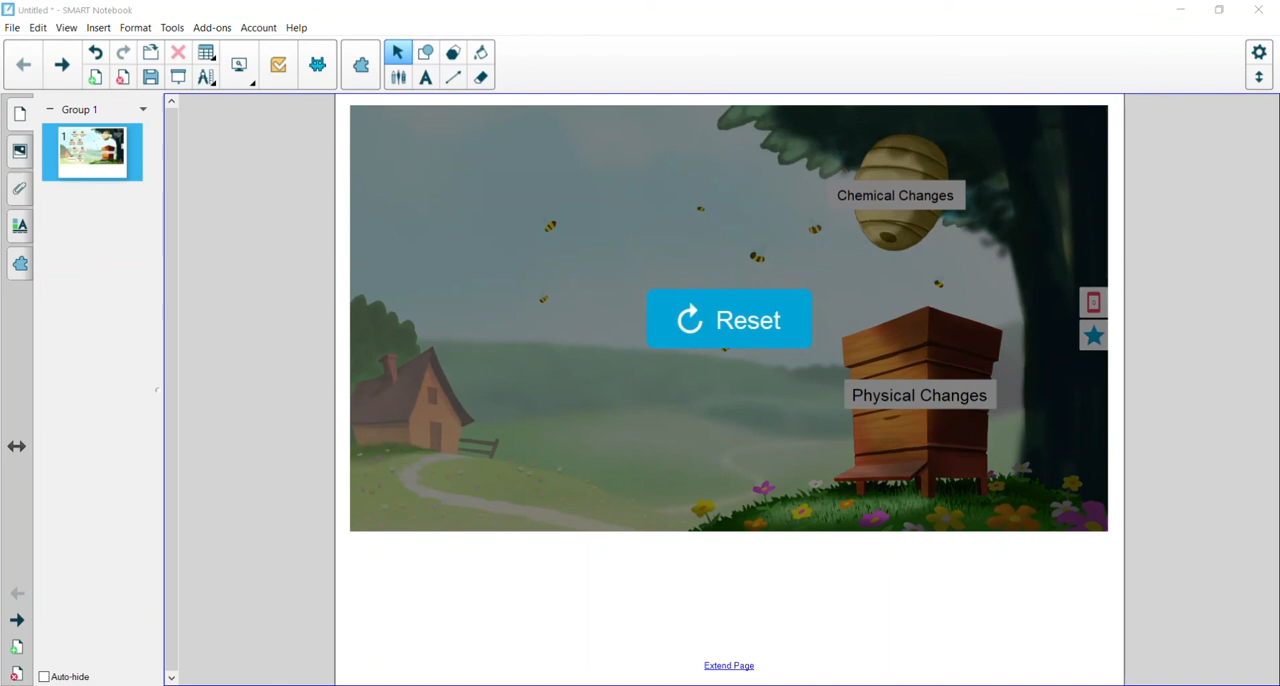 Untitled * - SMART Notebook
File Edit View Insert Format Tools Add-ons Account Help
Group 1
1
Chemical Changes
Reset
Physical Changes
Extend Page
Auto-hide